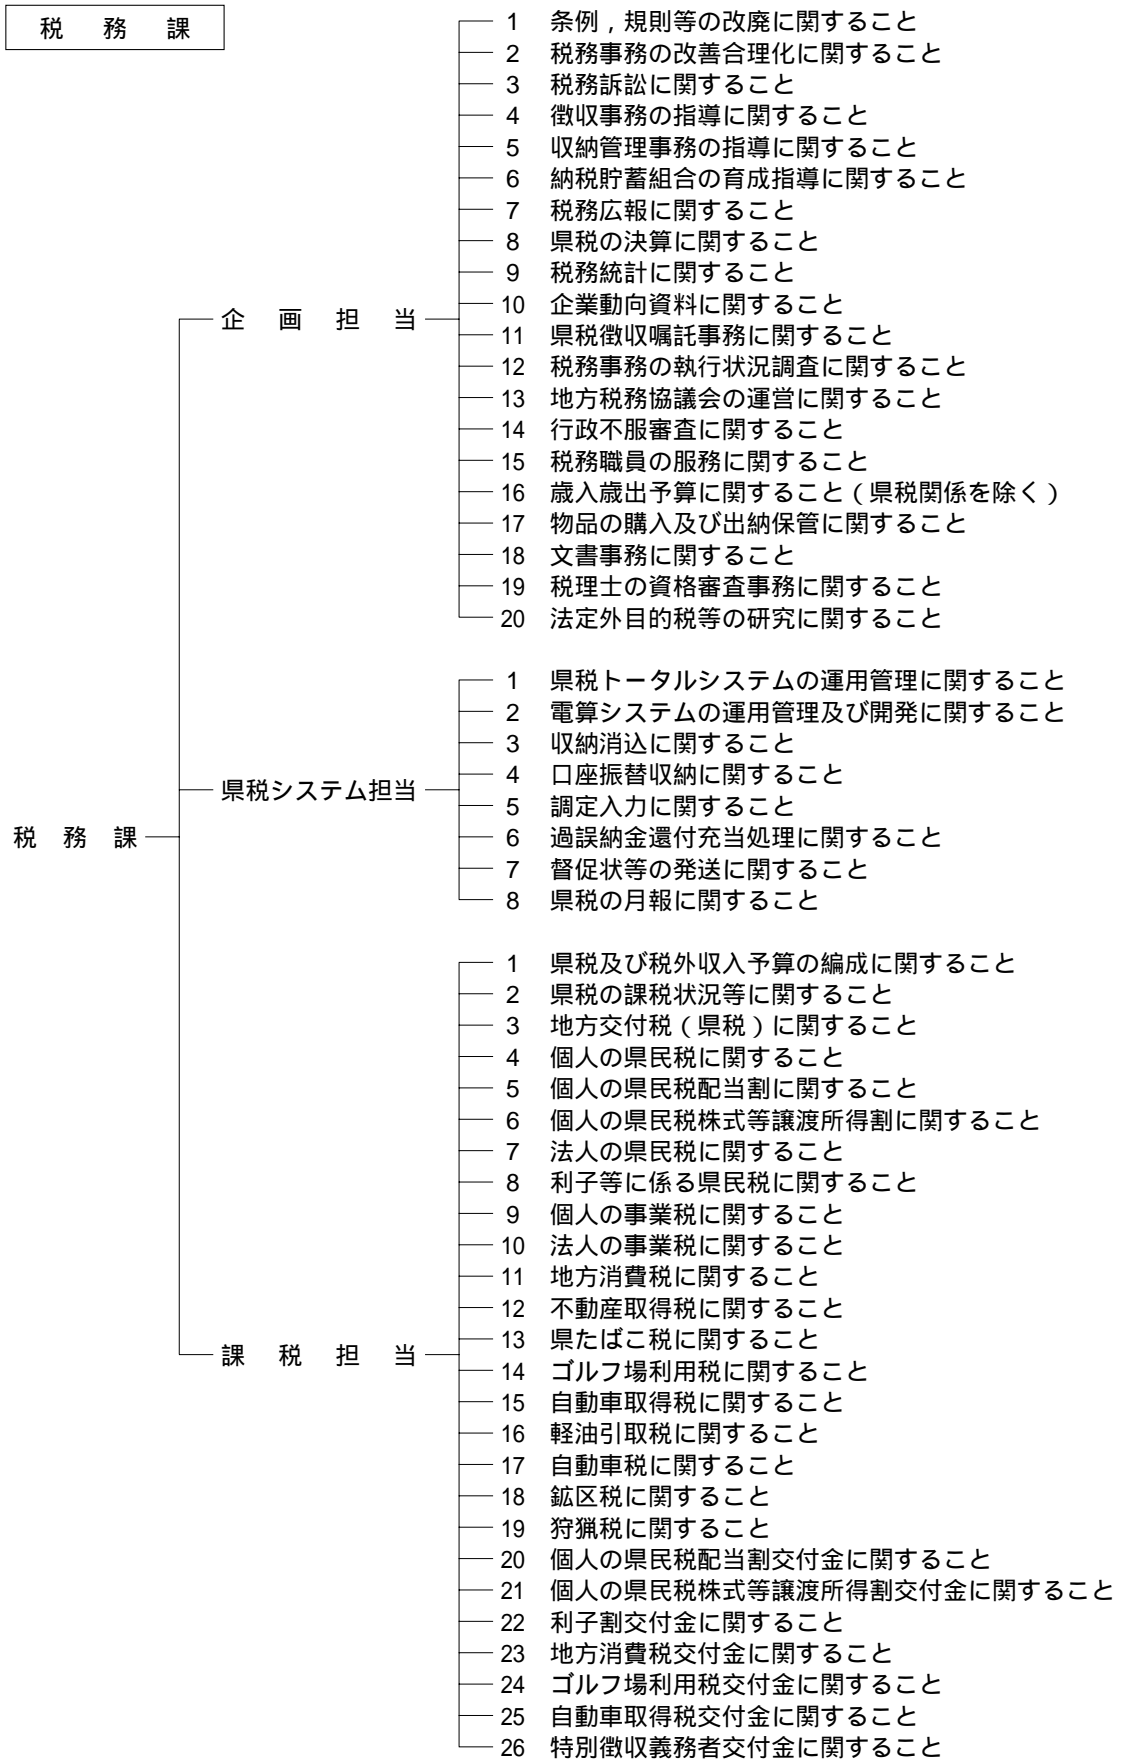 税務課
1 条例,規則等の改廃に関すること
2 税務事務の改善合理化に関すること
3 税務訴訟に関すること
4 徴収事務の指導に関すること
5 収納管理事務の指導に関すること
6 納税貯蓄組合の育成指導に関すること
7 税務広報に関すること
8 県税の決算に関すること
9 税務統計に関すること
企画担当
10 企業動向資料に関すること
11 県税徴収嘱託事務に関すること
12 税務事務の執行状況調査に関すること
13 地方税務協議会の運営に関すること
14 行政不服審査に関すること
15 税務職員の服務に関すること
16 歳入歳出予算に関すること(県税関係を除く)
17 物品の購入及び出納保管に関すること
18 文書事務に関すること
19 税理士の資格審査事務に関すること
20 法定外目的税等の研究に関すること
1 県税トータルシステムの運用管理に関すること
2 電算システムの運用管理及び開発に関すること
3 収納消込に関すること
県税システム担当
4 口座振替収納に関すること
5 調定入力に関すること
税務課
6 過誤納金還付充当処理に関すること
7 督促状等の発送に関すること
8 県税の月報に関すること
1 県税及び税外収入予算の編成に関すること
2 県税の課税状況等に関すること
3 地方交付税(県税)に関すること
4 個人の県民税に関すること
5 個人の県民税配当割に関すること
6 個人の県民税株式等譲渡所得割に関すること
7 法人の県民税に関すること
8 利子等に係る県民税に関すること
9 個人の事業税に関すること
10 法人の事業税に関すること
11 地方消費税に関すること
12 不動産取得税に関すること
13 県たばこ税に関すること
課税担当
14 ゴルフ場利用税に関すること
15 自動車取得税に関すること
16 軽油引取税に関すること
17 自動車税に関すること
18 鉱区税に関すること
19 狩猟税に関すること
20 個人の県民税配当割交付金に関すること
21 個人の県民税株式等譲渡所得割交付金に関すること
22 利子割交付金に関すること
23 地方消費税交付金に関すること
24 ゴルフ場利用税交付金に関すること
25 自動車取得税交付金に関すること
26 特別徴収義務者交付金に関すること